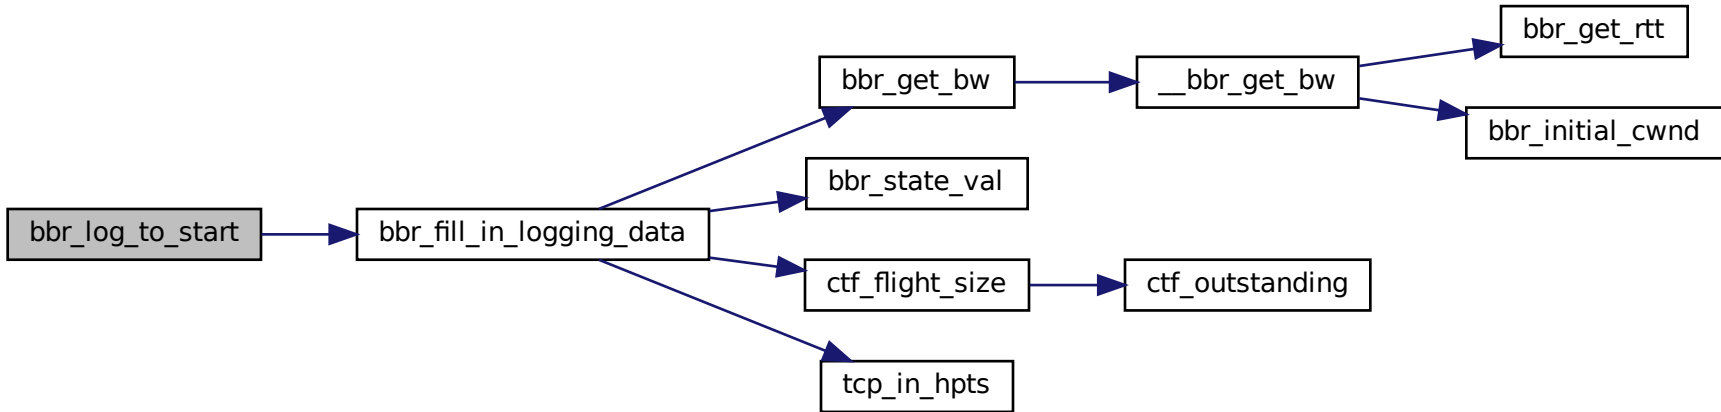 bbr_log_to_start
bbr_fill_in_logging_data
bbr_get_bw
__bbr_get_bw
bbr_get_rtt
bbr_initial_cwnd
bbr_state_val
ctf_flight_size
ctf_outstanding
tcp_in_hpts